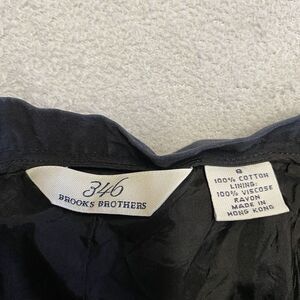 346
BROOKS BROTHERS
8
100% COTTON
LINING:
100% VISCOSE
RAYON
MADE IN
HONG KONG